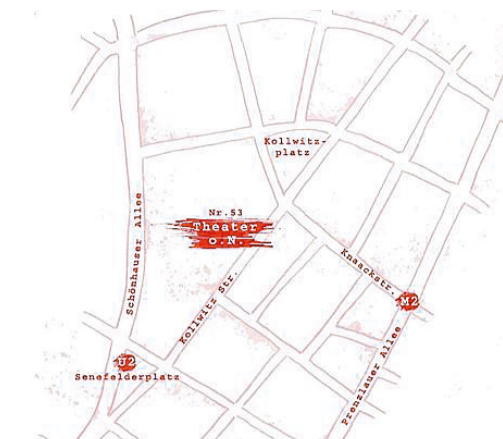 Kollwitz-
platz
Nr.53
Theater
o.N.
Schönhauser Allee
Kollwitz Str.
Knaackstr.
M2
U2
Senefelderplatz
Prenzlauer Allee